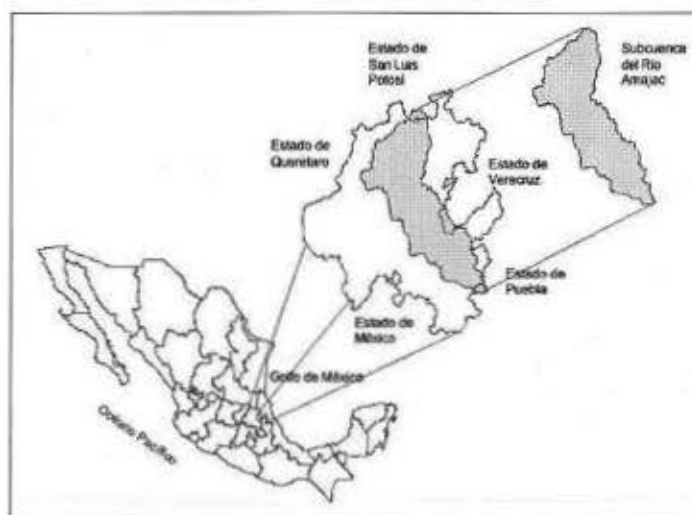 Estado de
San Luis
Potosí
Subcuenca
del Río
Amajac
Estado de
Querétaro
Estado de
Veracruz
Estado de
Puebla
Estado de
México
Golfo de México
Océano Pacífico